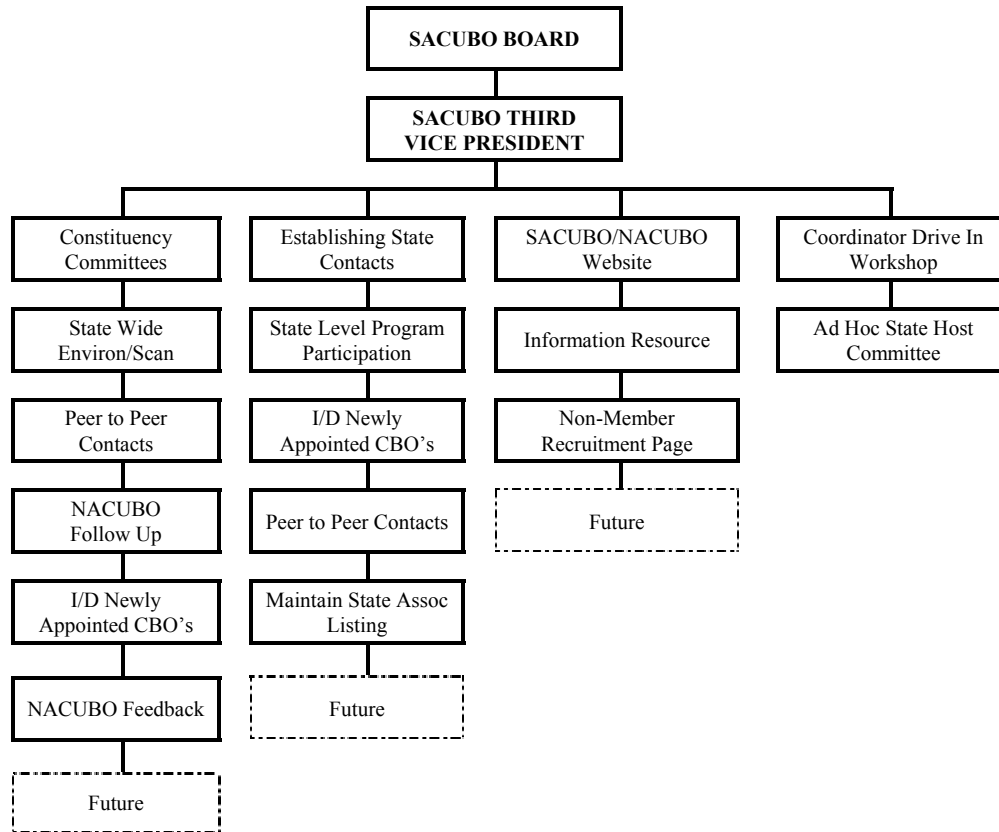 SACUBO BOARD
SACUBO THIRD
VICE PRESIDENT
Constituency
Committees
State Wide
Environ/Scan
Peer to Peer
Contacts
NACUBO
Follow Up
I/D Newly
Appointed CBO’s
NACUBO Feedback
Future
Establishing State
Contacts
State Level Program
Participation
I/D Newly
Appointed CBO’s
Peer to Peer Contacts
Maintain State Assoc
Listing
Future
SACUBO/NACUBO
Website
Information Resource
Non-Member
Recruitment Page
Future
Coordinator Drive In
Workshop
Ad Hoc State Host
Committee